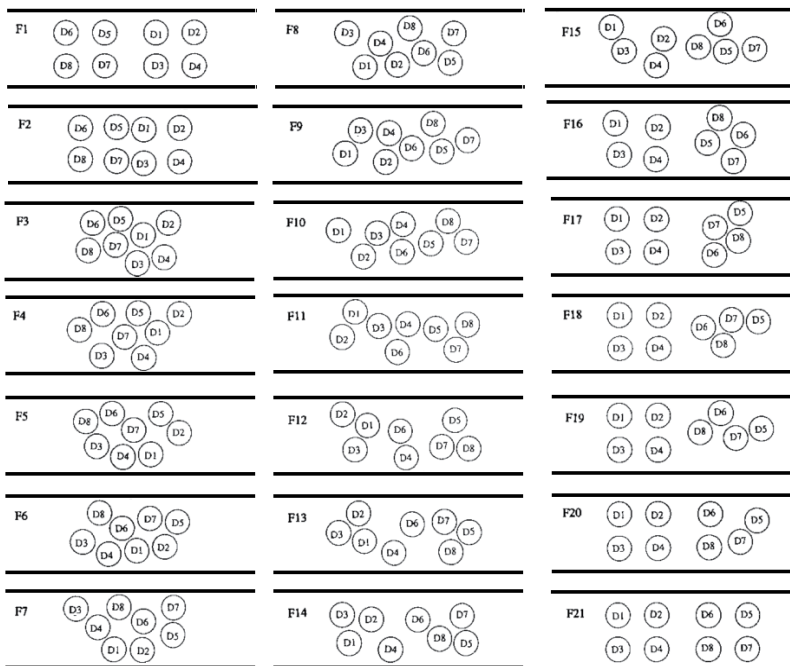 F1 D6 D5 D1 D2
D8 D7 D3 D4
F2 D6 D5 D1 D2
D8 D7 D3 D4
F3 D6 D5 D1 D2
D8 D7 D3 D4
F4 D6 D5 D2
D8 D7 D1
D3 D4
F5 D8 D6 D5
D7 D2
D3 D4 D1
F6 D8 D7 D5
D3 D6
D4 D1 D2
F7 D3 D8 D7
D4 D6 D5
D1 D2
F8 D3 D4 D8 D7
D1 D2 D6 D5
F9 D3 D4 D8
D1 D2 D6 D5 D7
F10 D1 D3 D4 D8
D2 D6 D5 D7
F11 D1 D3 D4 D5 D8
D2 D6 D7
F12 D2 D1 D6 D5
D3 D4 D7 D8
F13 D2 D6 D7 D5
D3 D1 D4 D8
F14 D3 D2 D6 D7
D1 D4 D8 D5
F15 D1 D2 D6
D3 D4 D8 D5 D7
F16 D1 D2 D8
D5 D6
D3 D4 D7
F17 D1 D2 D7 D5
D3 D4 D6 D8
F18 D1 D2 D6 D7 D5
D3 D4 D8
F19 D1 D2 D6
D3 D4 D8 D7 D5
F20 D1 D2 D6 D5
D3 D4 D8 D7
F21 D1 D2 D6 D5
D3 D4 D8 D7